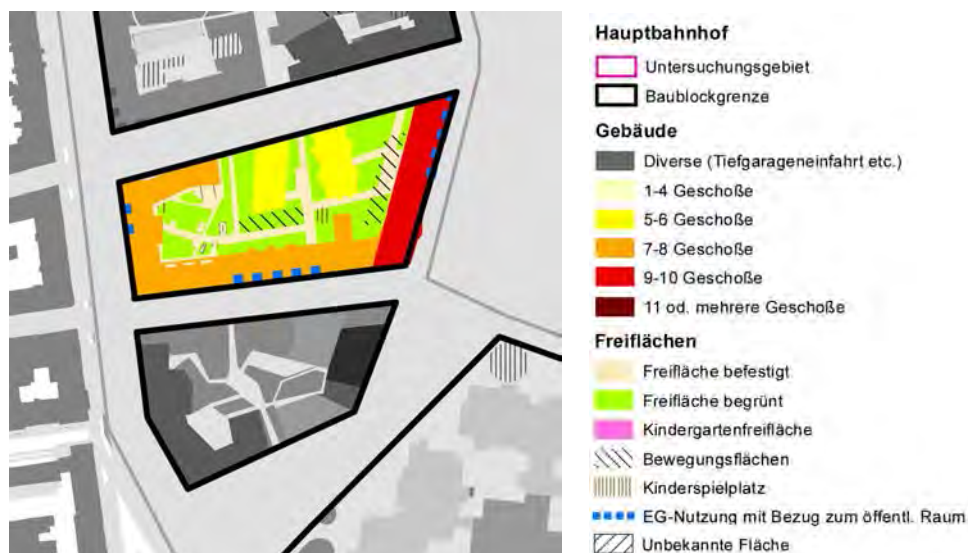 Hauptbahnhof
Untersuchungsgebiet
Baublockgrenze
Gebäude
Diverse (Tiefgarageneinfahrt etc.)
1-4 Geschoße
5-6 Geschoße
7-8 Geschoße
9-10 Geschoße
11 od. mehrere Geschoße
Freiflächen
Freifläche befestigt
Freifläche begrünt
Kindergartenfreifläche
Bewegungsflächen
Kinderspielplatz
EG-Nutzung mit Bezug zum öffentl. Raum
Unbekannte Fläche